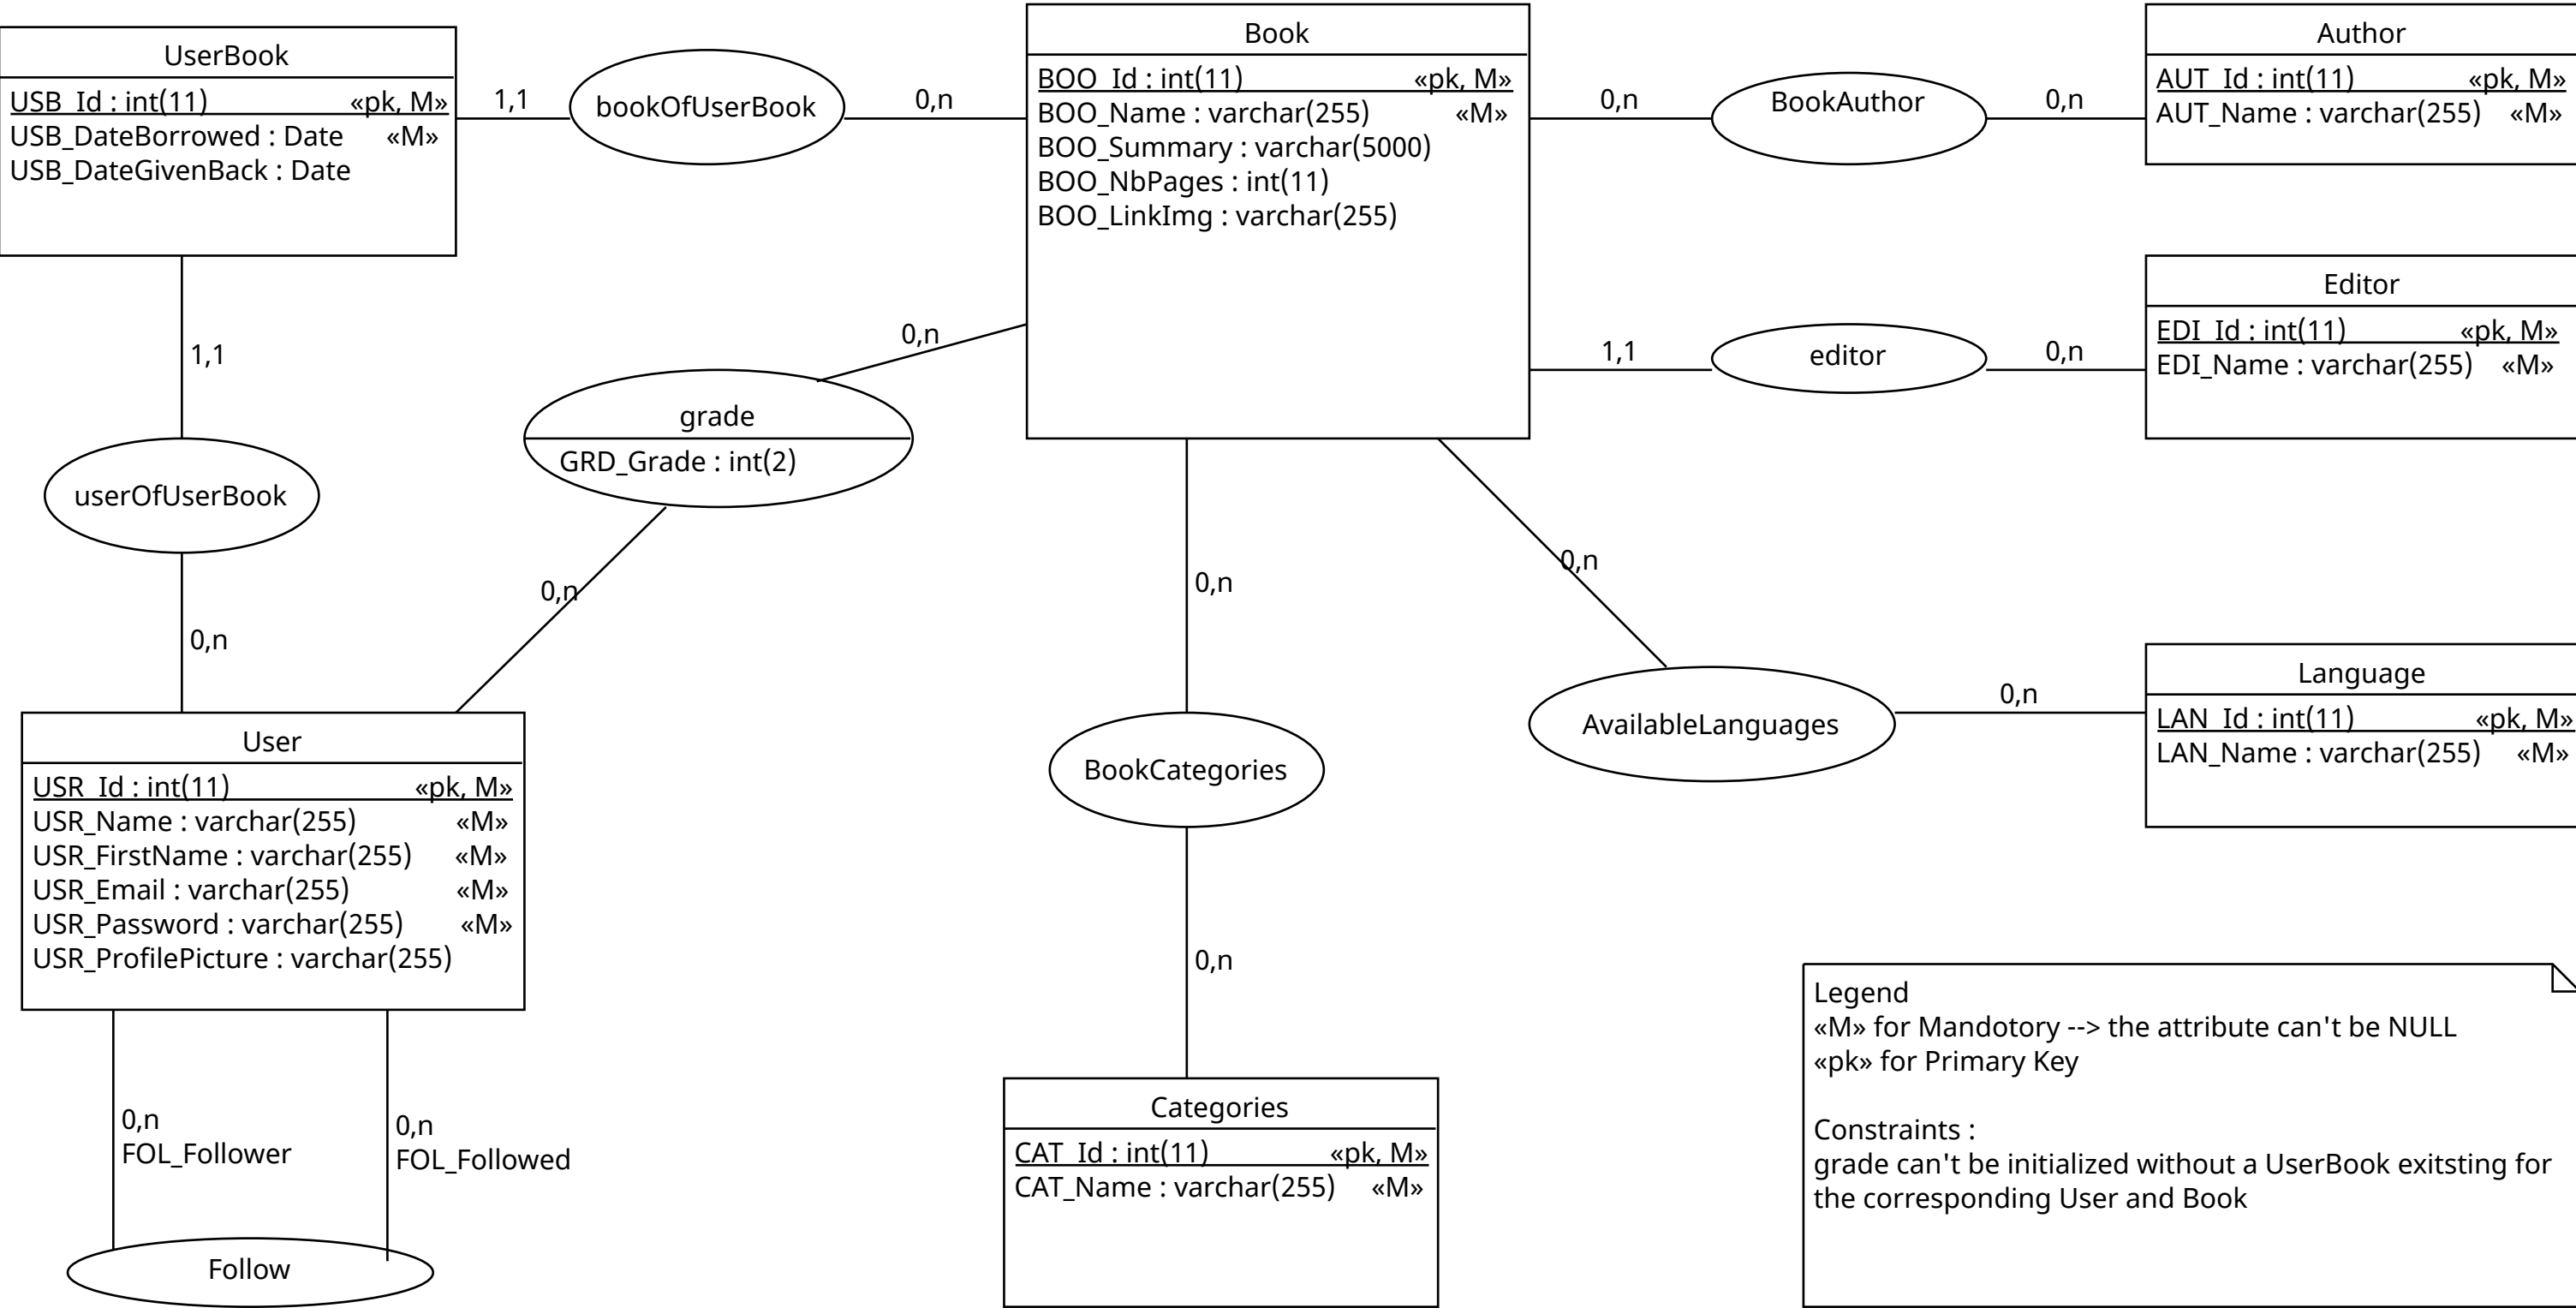 UserBook
USB_Id : int(11) «pk, M»
USB_DateBorrowed : Date «M»
USB_DateGivenBack : Date
1,1
bookOfUserBook
0,n
Book
BOO_Id : int(11) «pk, M»
BOO_Name : varchar(255) «M»
BOO_Summary : varchar(5000)
BOO_NbPages : int(11)
BOO_LinkImg : varchar(255)
0,n
BookAuthor
0,n
Author
AUT_Id : int(11) «pk, M»
AUT_Name : varchar(255) «M»
1,1
editor
0,n
Editor
EDI_Id : int(11) «pk, M»
EDI_Name : varchar(255) «M»
1,1
userOfUserBook
0,n
0,n
grade
GRD_Grade : int(2)
0,n
0,n
BookCategories
0,n
0,n
AvailableLanguages
0,n
Language
LAN_Id : int(11) «pk, M»
LAN_Name : varchar(255) «M»
User
USR_Id : int(11) «pk, M»
USR_Name : varchar(255) «M»
USR_FirstName : varchar(255) «M»
USR_Email : varchar(255) «M»
USR_Password : varchar(255) «M»
USR_ProfilePicture : varchar(255)
0,n
FOL_Follower
0,n
FOL_Followed
Follow
Categories
CAT_Id : int(11) «pk, M»
CAT_Name : varchar(255) «M»
Legend
«M» for Mandotory --> the attribute can't be NULL
«pk» for Primary Key
Constraints :
grade can't be initialized without a UserBook exitsting for
the corresponding User and Book